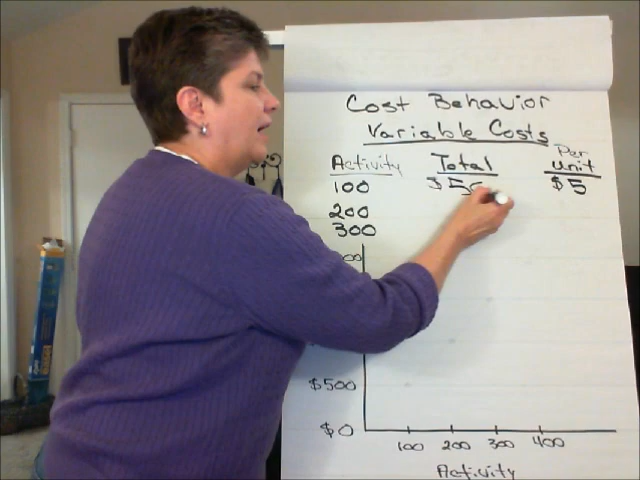 Cost Behavior
Variable Costs
Activity Total Per unit
100 $50 $5
200
300
$500
$0
100 200 300 400
Activity